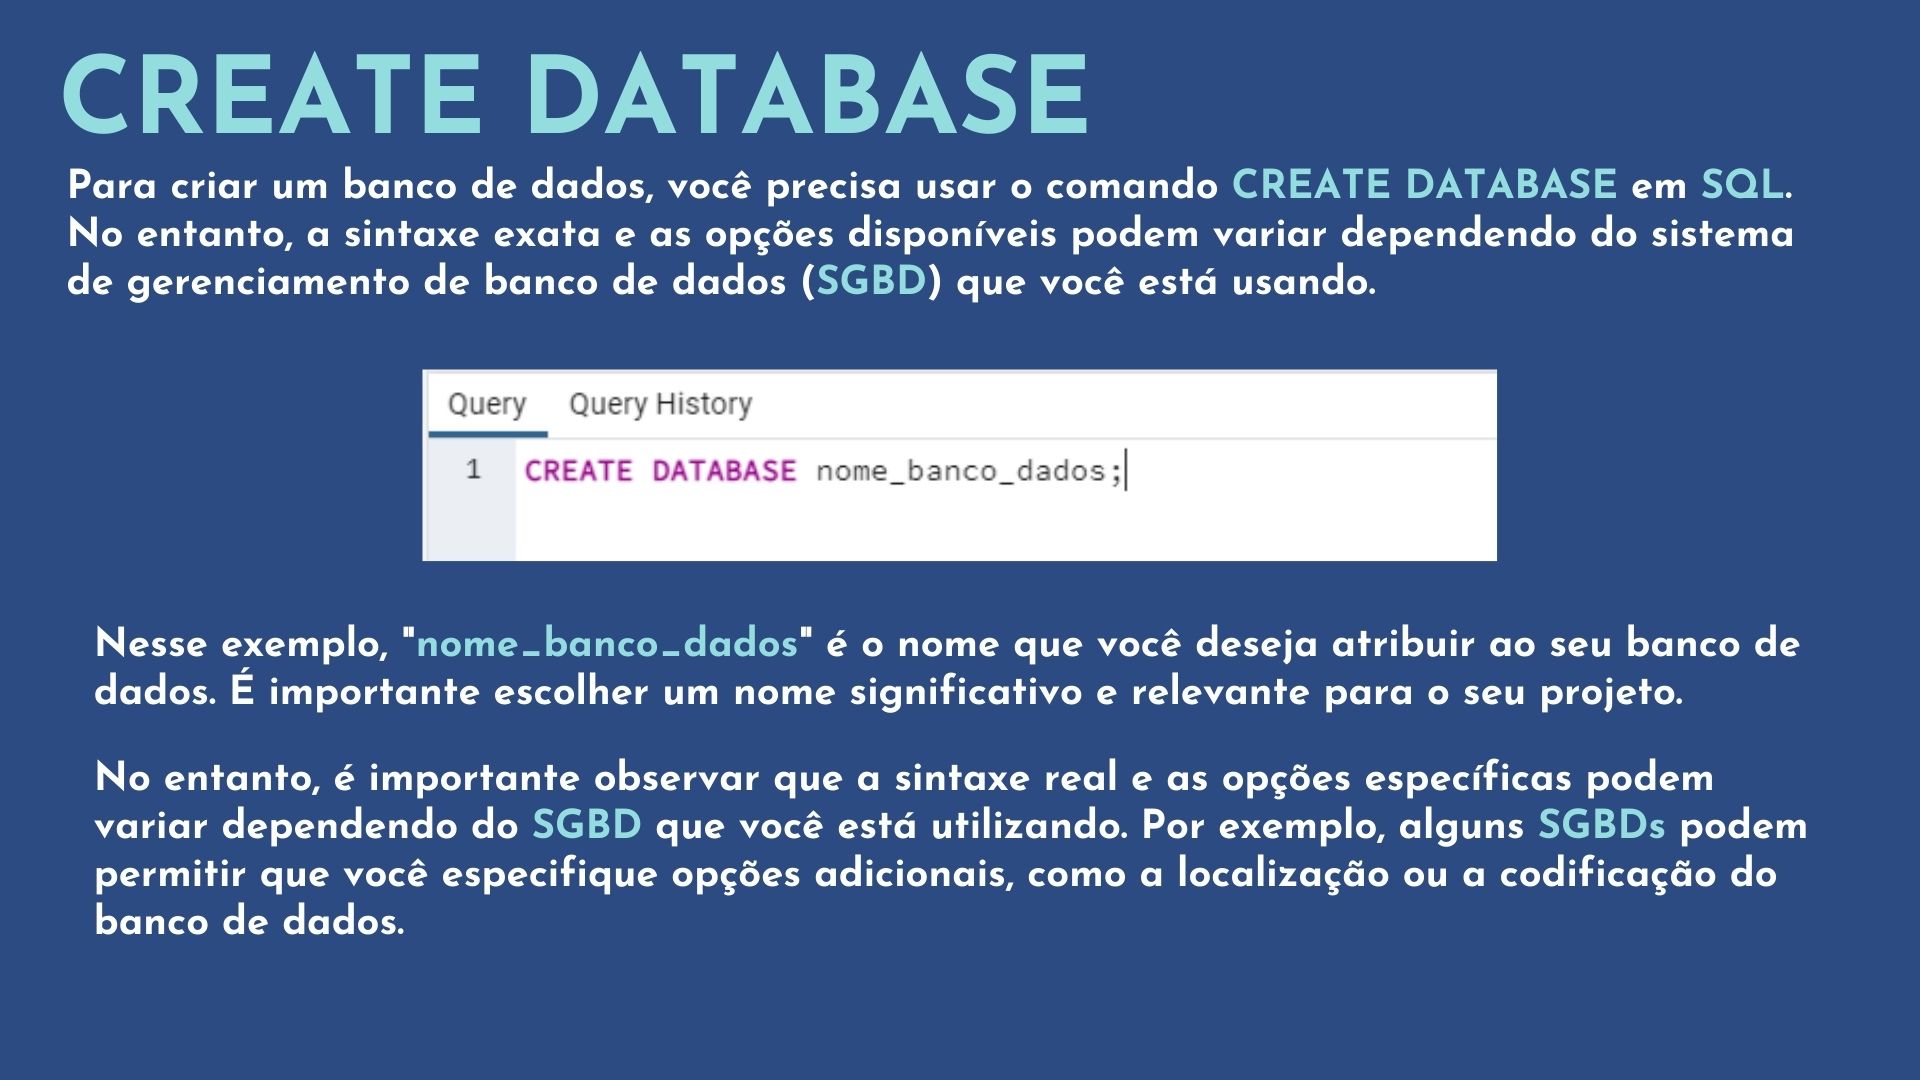 CREATE DATABASE
Para criar um banco de dados, você precisa usar o comando CREATE DATABASE em SQL.
No entanto, a sintaxe exata e as opções disponíveis podem variar dependendo do sistema
de gerenciamento de banco de dados (SGBD) que você está usando.
Query Query History
1 CREATE DATABASE nome_banco_dados;
Nesse exemplo, "nome_banco_dados" é o nome que você deseja atribuir ao seu banco de
dados. É importante escolher um nome significativo e relevante para o seu projeto.
No entanto, é importante observar que a sintaxe real e as opções específicas podem
variar dependendo do SGBD que você está utilizando. Por exemplo, alguns SGBDs podem
permitir que você especifique opções adicionais, como a localização ou a codificação do
banco de dados.